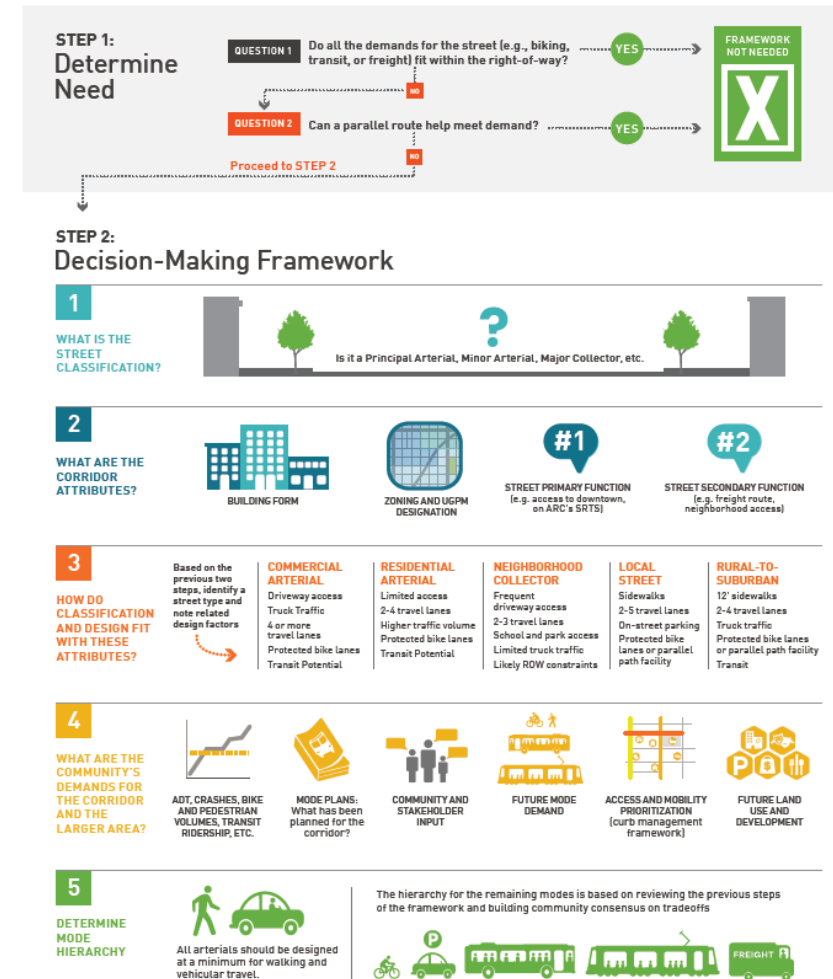 STEP 1:
Determine
Need
QUESTION 1
Do all the demands for the street (e.g., biking,
transit, or freight) fit within the right-of-way?
YES
FRAMEWORK
NOT NEEDED
X
NO
QUESTION 2
Can a parallel route help meet demand?
YES
NO
Proceed to STEP 2
STEP 2:
Decision-Making Framework
1
WHAT IS THE
STREET
CLASSIFICATION?
?
Is it a Principal Arterial, Minor Arterial, Major Collector, etc.
2
WHAT ARE THE
CORRIDOR
ATTRIBUTES?
BUILDING FORM
ZONING AND UGPM
DESIGNATION
#1
STREET PRIMARY FUNCTION
(e.g. access to downtown,
on ARC's SRTS)
#2
STREET SECONDARY FUNCTION
(e.g. freight route,
neighborhood access)
3
HOW DO
CLASSIFICATION
AND DESIGN FIT
WITH THESE
ATTRIBUTES?
Based on the
previous two
steps, identify a
street type and
note related
design factors
COMMERCIAL
ARTERIAL
Driveway access
Truck Traffic
4 or more
travel lanes
Protected bike lanes
Transit Potential
RESIDENTIAL
ARTERIAL
Limited access
2-4 travel lanes
Higher traffic volume
Protected bike lanes
Transit Potential
NEIGHBORHOOD
COLLECTOR
Frequent
driveway access
2-3 travel lanes
School and park access
Limited truck traffic
Likely ROW constraints
LOCAL
STREET
Sidewalks
2-5 travel lanes
On-street parking
Protected bike
lanes or parallel
path facility
RURAL-TO-
SUBURBAN
12' sidewalks
2-4 travel lanes
Truck traffic
Protected bike lanes
or parallel path facility
Transit
4
WHAT ARE THE
COMMUNITY'S
DEMANDS FOR
THE CORRIDOR
AND THE
LARGER AREA?
ADT, CRASHES, BIKE
AND PEDESTRIAN
VOLUMES, TRANSIT
RIDERSHIP, ETC.
MODE PLANS:
What has been
planned for the
corridor?
COMMUNITY AND
STAKEHOLDER
INPUT
FUTURE MODE
DEMAND
ACCESS AND MOBILITY
PRIORITIZATION
(curb management
framework)
P
FUTURE LAND
USE AND
DEVELOPMENT
5
DETERMINE
MODE
HIERARCHY
All arterials should be designed
at a minimum for walking and
vehicular travel.
The hierarchy for the remaining modes is based on reviewing the previous steps
of the framework and building community consensus on tradeoffs
P
FREIGHT